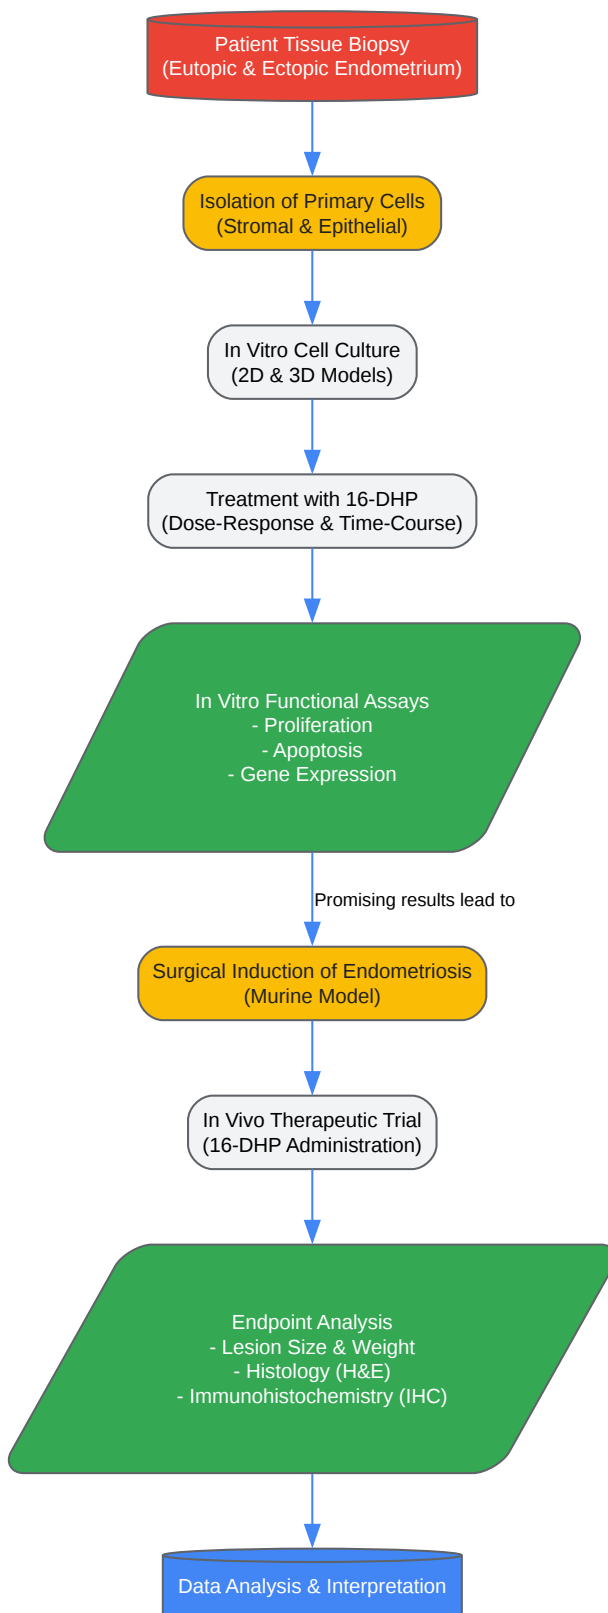 Patient Tissue Biopsy
(Eutopic & Ectopic Endometrium)
Isolation of Primary Cells
(Stromal & Epithelial)
In Vitro Cell Culture
(2D & 3D Models)
Treatment with 16-DHP
(Dose-Response & Time-Course)
In Vitro Functional Assays
- Proliferation
- Apoptosis
- Gene Expression
Promising results lead to
Surgical Induction of Endometriosis
(Murine Model)
In Vivo Therapeutic Trial
(16-DHP Administration)
Endpoint Analysis
- Lesion Size & Weight
- Histology (H&E)
- Immunohistochemistry (IHC)
Data Analysis & Interpretation